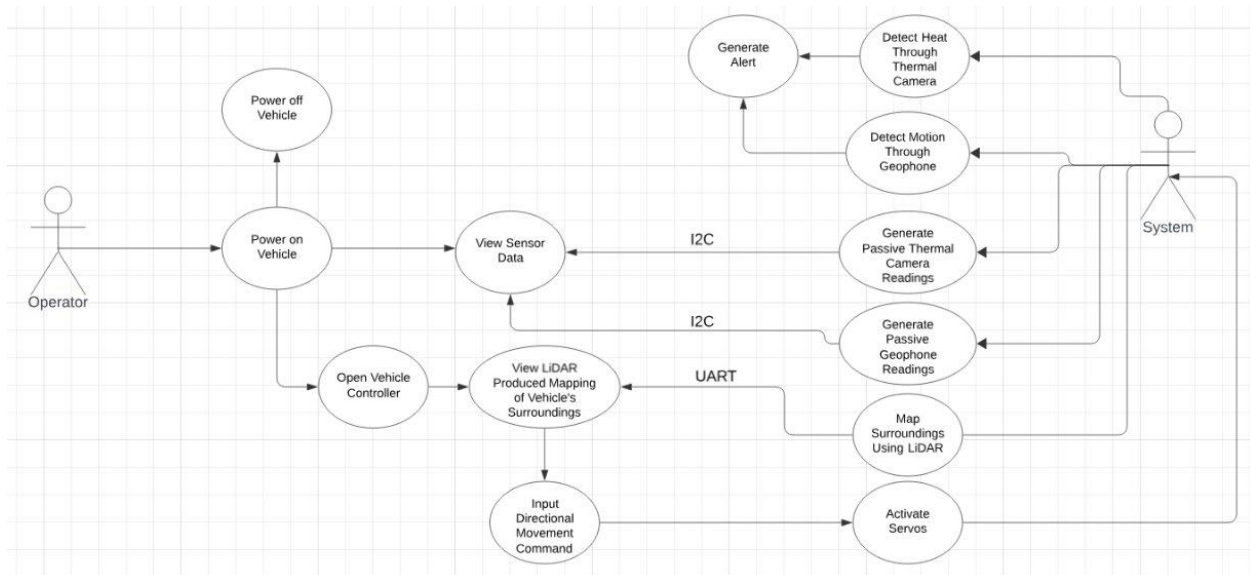 Generate
Alert
Detect Heat
Through
Thermal
Camera
Power off
Vehicle
Detect Motion
Through
Geophone
Operator
Power on
Vehicle
View Sensor
Data
I2C
Generate
Passive Thermal
Camera
Readings
System
I2C
Generate
Passive
Geophone
Readings
Open Vehicle
Controller
View LiDAR
Produced Mapping
of Vehicle's
Surroundings
UART
Map
Surroundings
Using LiDAR
Input
Directional
Movement
Command
Activate
Servos